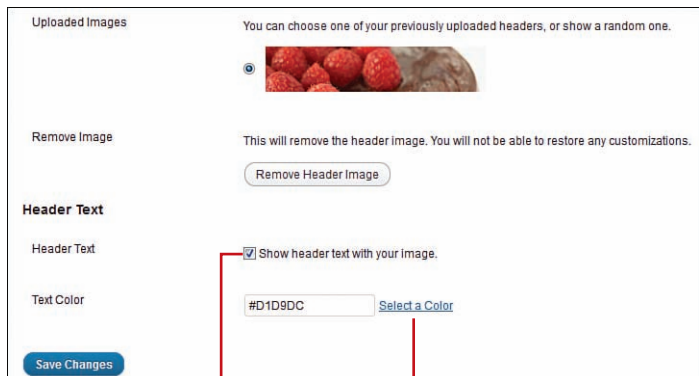 Uploaded Images
You can choose one of your previously uploaded headers, or show a random one.
Remove Image
This will remove the header image. You will not be able to restore any customizations.
Remove Header Image
Header Text
Header Text
Show header text with your image.
Text Color
#D1D9DC Select a Color
Save Changes